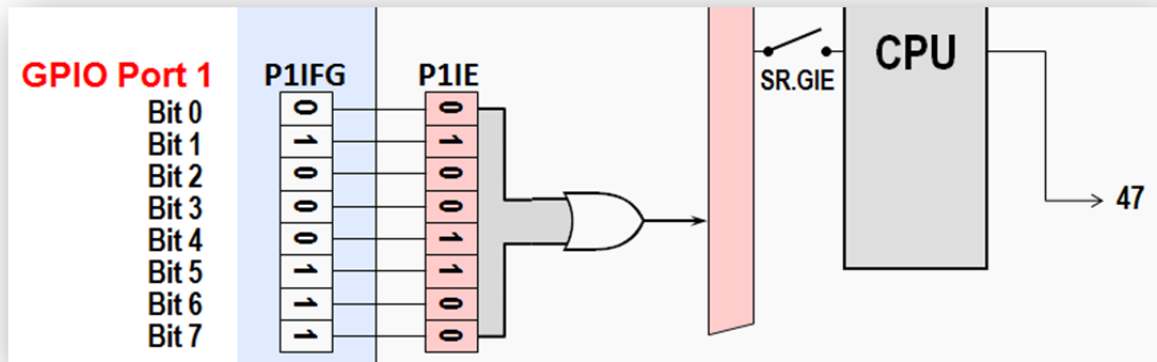 CPU
SR.GIE
GPIO Port 1 P1IFG P1IE
Bit 0 0 0
Bit 1 1 1
Bit 2 0 0
Bit 3 0 0 47
Bit 4 0 1
Bit 5 1 1
Bit 6 1 0
Bit 7 1 0